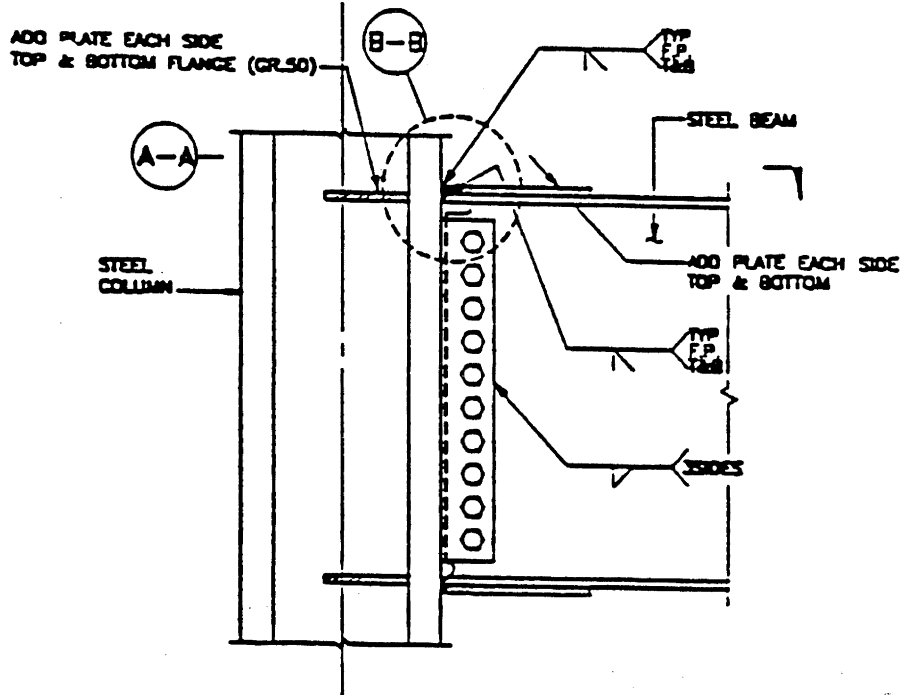 ADD PLATE EACH SIDE
TOP & BOTTOM FLANGE (GR.50)
B-B
TYP
F.P.
T&B
STEEL BEAM
A-A
STEEL
COLUMN
ADD PLATE EACH SIDE
TOP & BOTTOM
TYP
F.P.
T&B
3SIDES